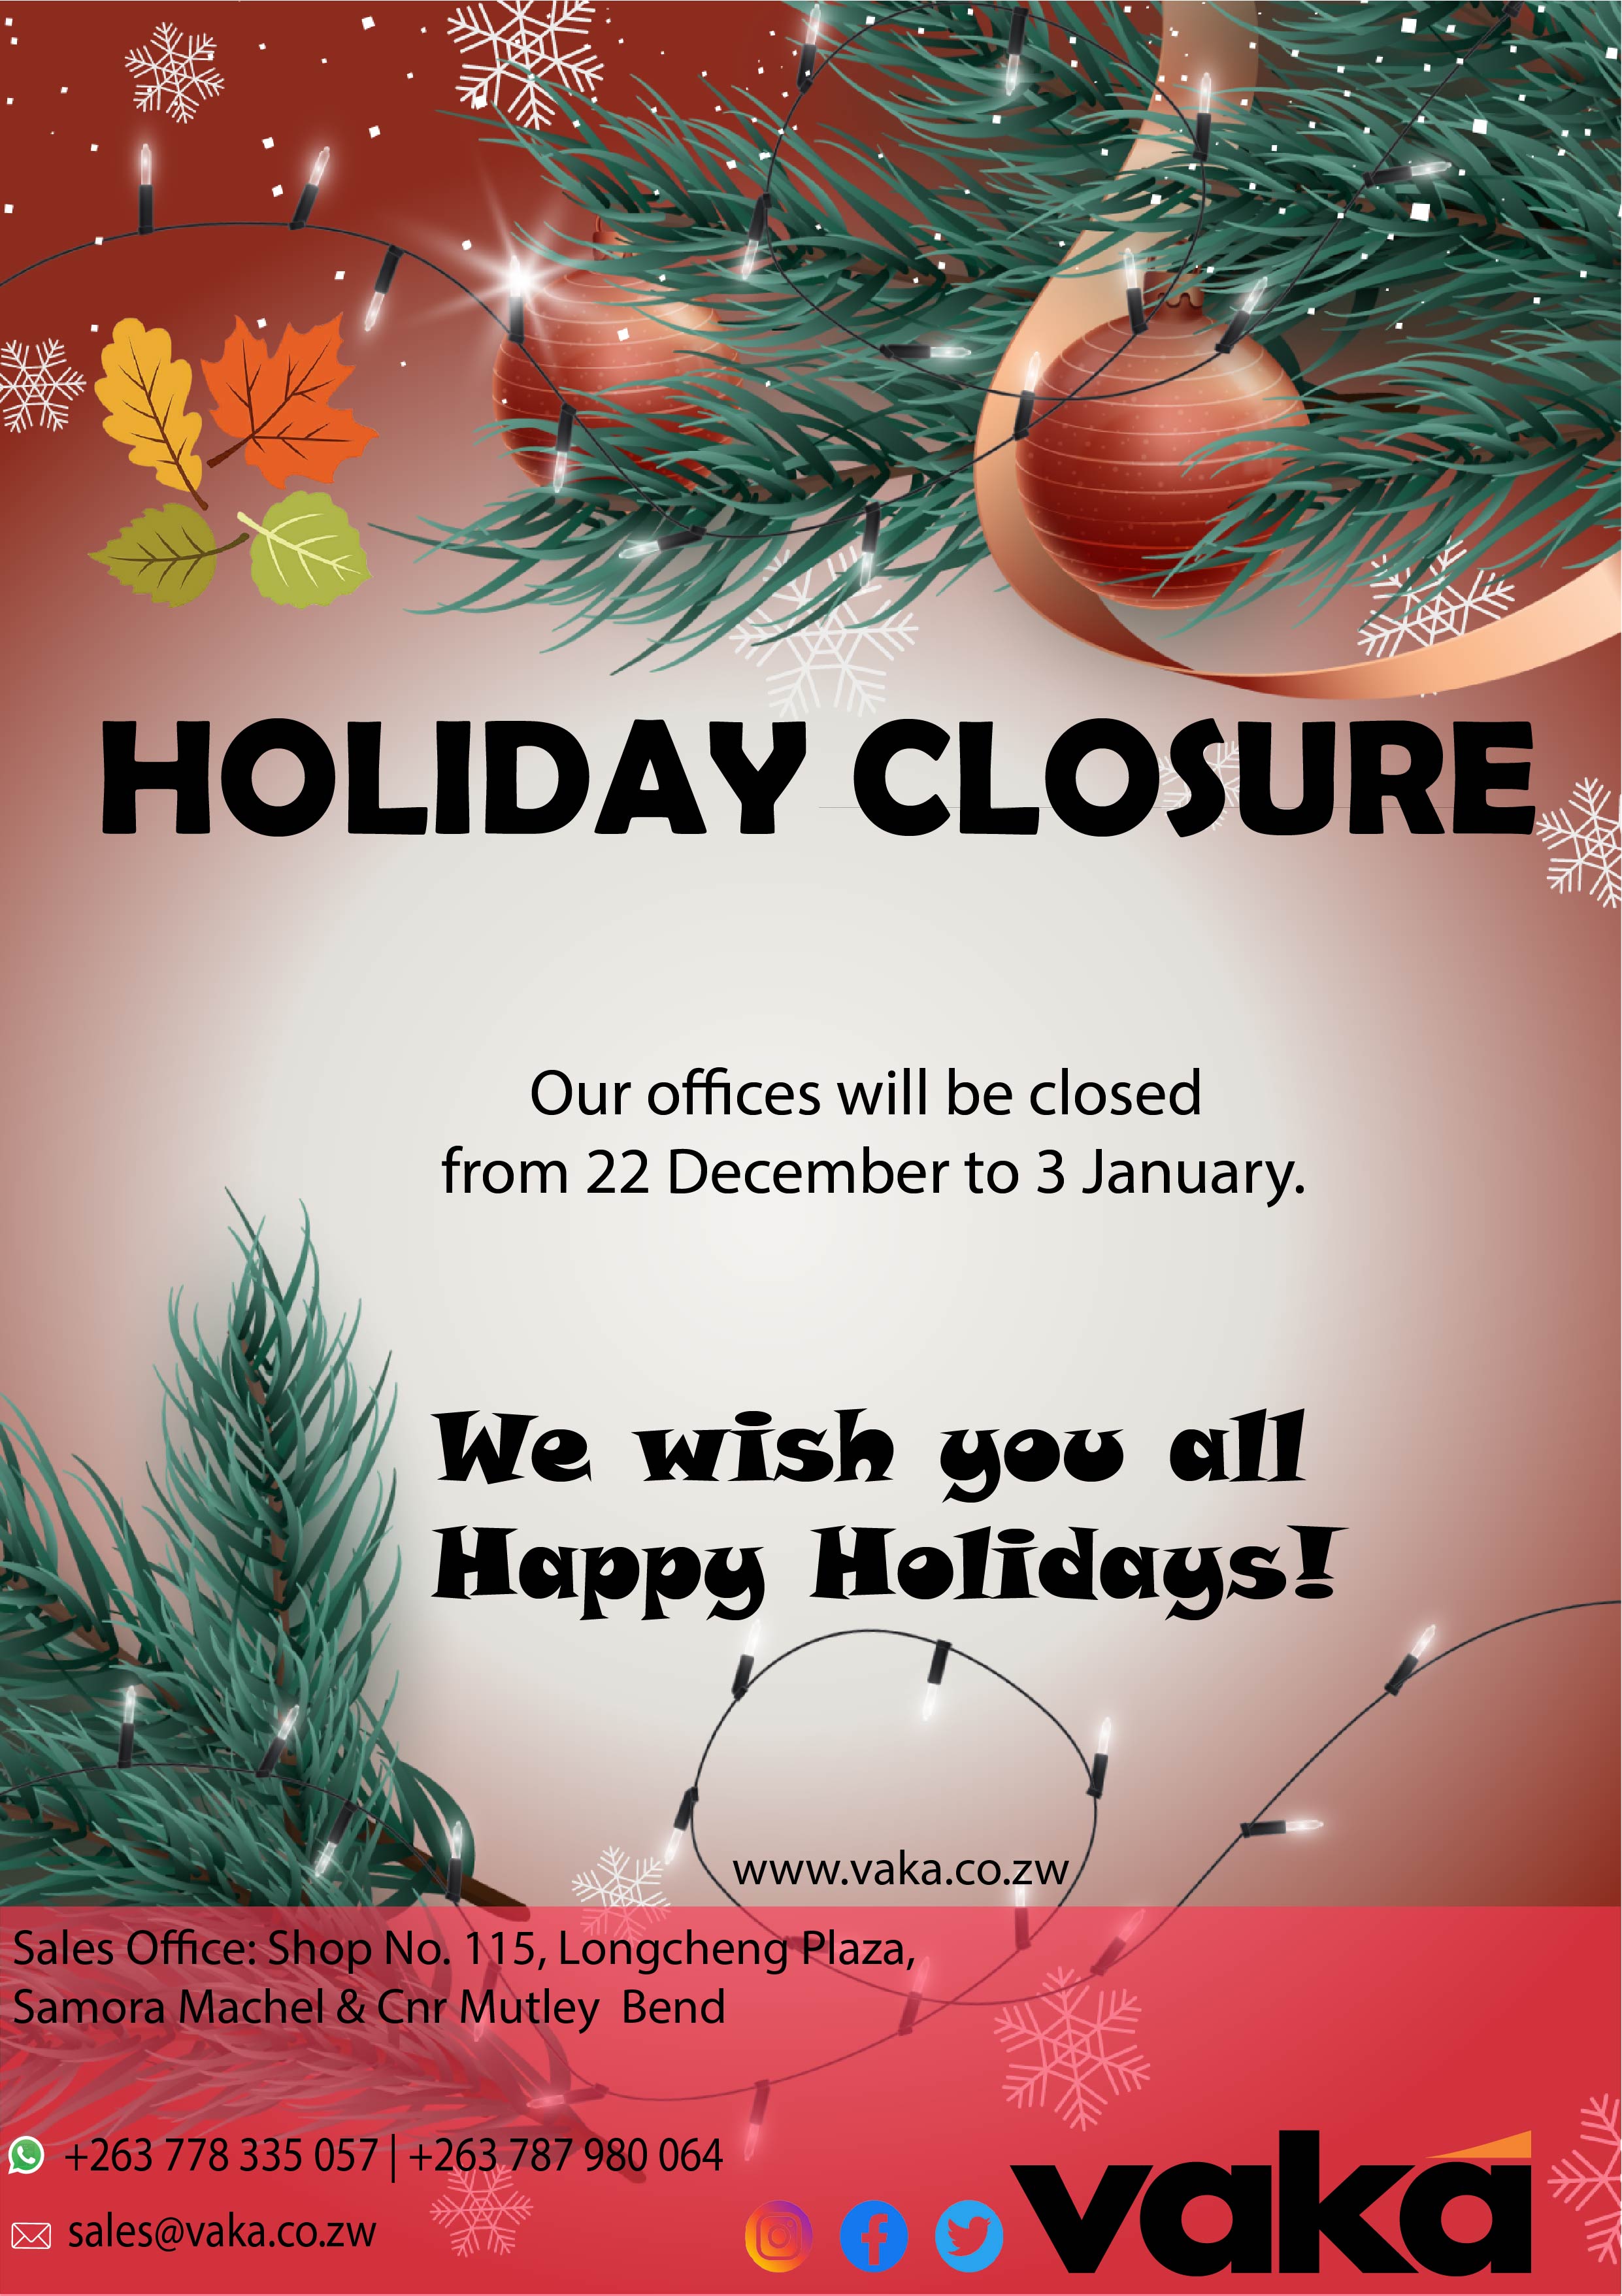 HOLIDAY CLOSURE
Our offices will be closed
from 22 December to 3 January.
We wish you all
Happy Holidays!
www.vaka.co.zw
Sales Office: Shop No. 115, Longcheng Plaza,
Samora Machel & Cnr Mutley Bend
+263 778 335 057 | +263 787 980 064
sales@vaka.co.zw
vaka